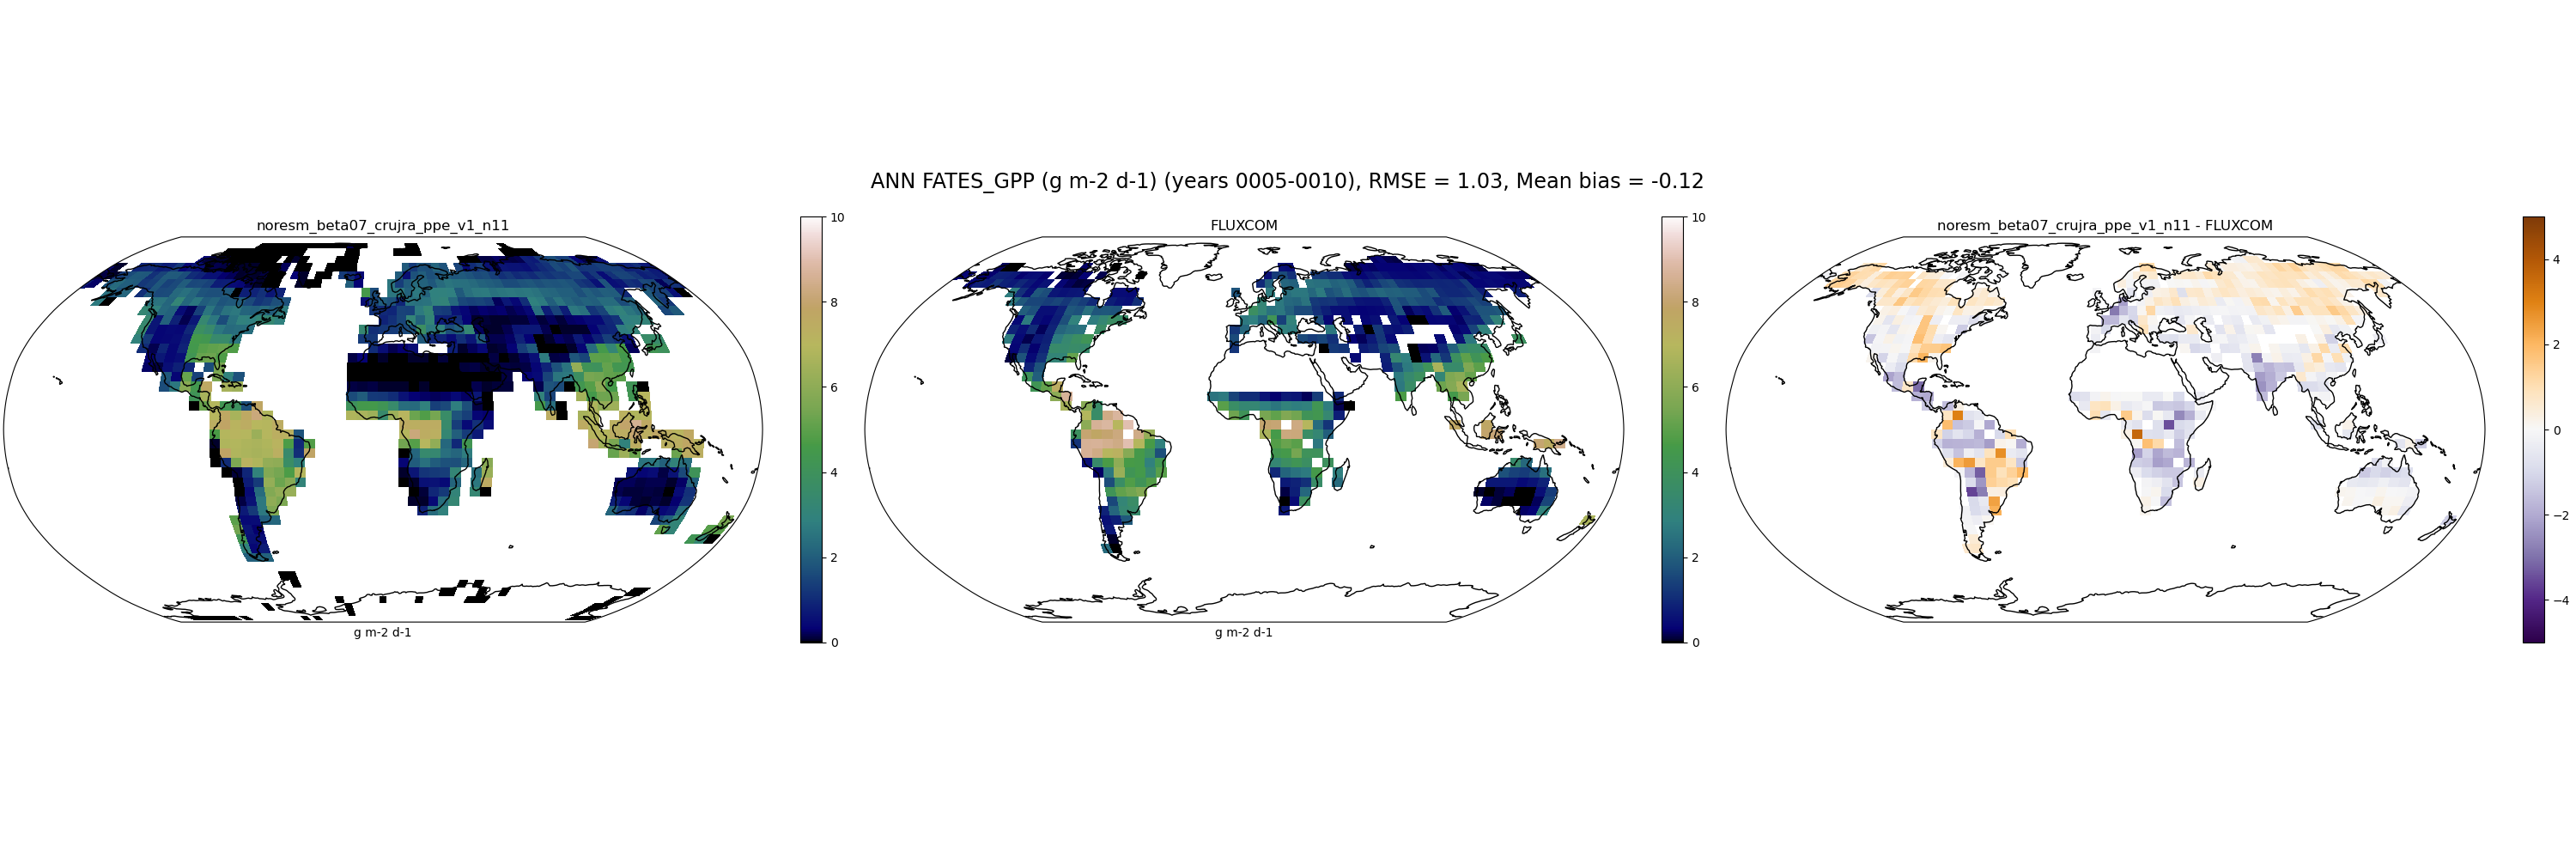 ANN FATES_GPP (g m-2 d-1) (years 0005-0010), RMSE = 1.03, Mean bias = -0.12
noresm_beta07_crujra_ppe_v1_n11
10
8
6
4
2
0
g m-2 d-1
FLUXCOM
10
8
6
4
2
0
g m-2 d-1
noresm_beta07_crujra_ppe_v1_n11 - FLUXCOM
4
2
0
−2
−4